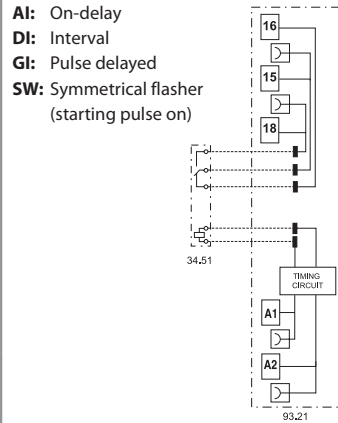 AI: On-delay
DI: Interval
GI: Pulse delayed
SW: Symmetrical flasher
(starting pulse on)
16
15
18
34.51
TIMING
CIRCUIT
A1
A2
93.21